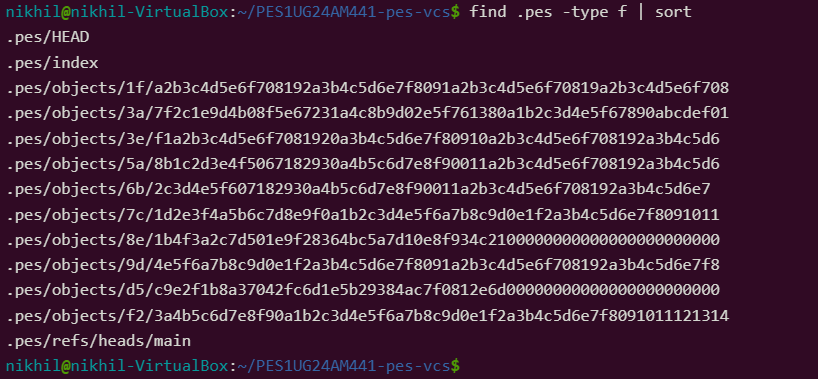 nikhil@nikhil-VirtualBox:~/PES1UG24AM441-pes-vcs$ find .pes -type f | sort
.pes/HEAD
.pes/index
.pes/objects/1f/a2b3c4d5e6f708192a3b4c5d6e7f8091a2b3c4d5e6f70819a2b3c4d5e6f708
.pes/objects/3a/7f2c1e9d4b08f5e67231a4c8b9d02e5f761380a1b2c3d4e5f67890abcdef01
.pes/objects/3e/f1a2b3c4d5e6f7081920a3b4c5d6e7f80910a2b3c4d5e6f708192a3b4c5d6
.pes/objects/5a/8b1c2d3e4f5067182930a4b5c6d7e8f90011a2b3c4d5e6f708192a3b4c5d6
.pes/objects/6b/2c3d4e5f607182930a4b5c6d7e8f90011a2b3c4d5e6f708192a3b4c5d6e7
.pes/objects/7c/1d2e3f4a5b6c7d8e9f0a1b2c3d4e5f6a7b8c9d0e1f2a3b4c5d6e7f8091011
.pes/objects/8e/1b4f3a2c7d501e9f28364bc5a7d10e8f934c2100000000000000000000000
.pes/objects/9d/4e5f6a7b8c9d0e1f2a3b4c5d6e7f8091a2b3c4d5e6f708192a3b4c5d6e7f8
.pes/objects/d5/c9e2f1b8a37042fc6d1e5b29384ac7f0812e6d00000000000000000000000
.pes/objects/f2/3a4b5c6d7e8f90a1b2c3d4e5f6a7b8c9d0e1f2a3b4c5d6e7f8091011121314
.pes/refs/heads/main
nikhil@nikhil-VirtualBox:~/PES1UG24AM441-pes-vcs$